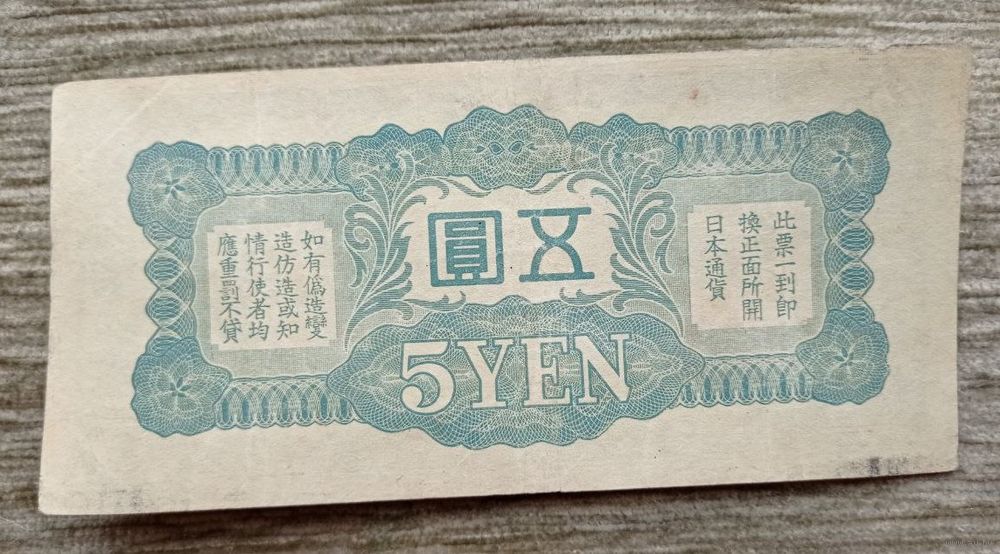 此票一到即
換正面所開
日本通貨
五圓
5YEN
如有僞造變
造仿造或知
情行使者均
應重罰不貸